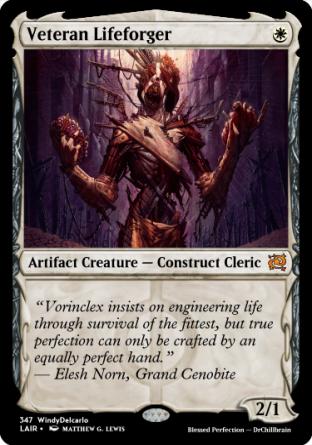 Veteran Lifeforger
Artifact Creature — Construct Cleric
“Vorinclex insists on engineering life
through survival of the fittest, but true
perfection can only be crafted by an
equally perfect hand.”
— Elesh Norn, Grand Cenobite
2/1
347 WindyDelcarlo
LAIR • MATTHEW G. LEWIS
Blessed Perfection — DrChillbrain